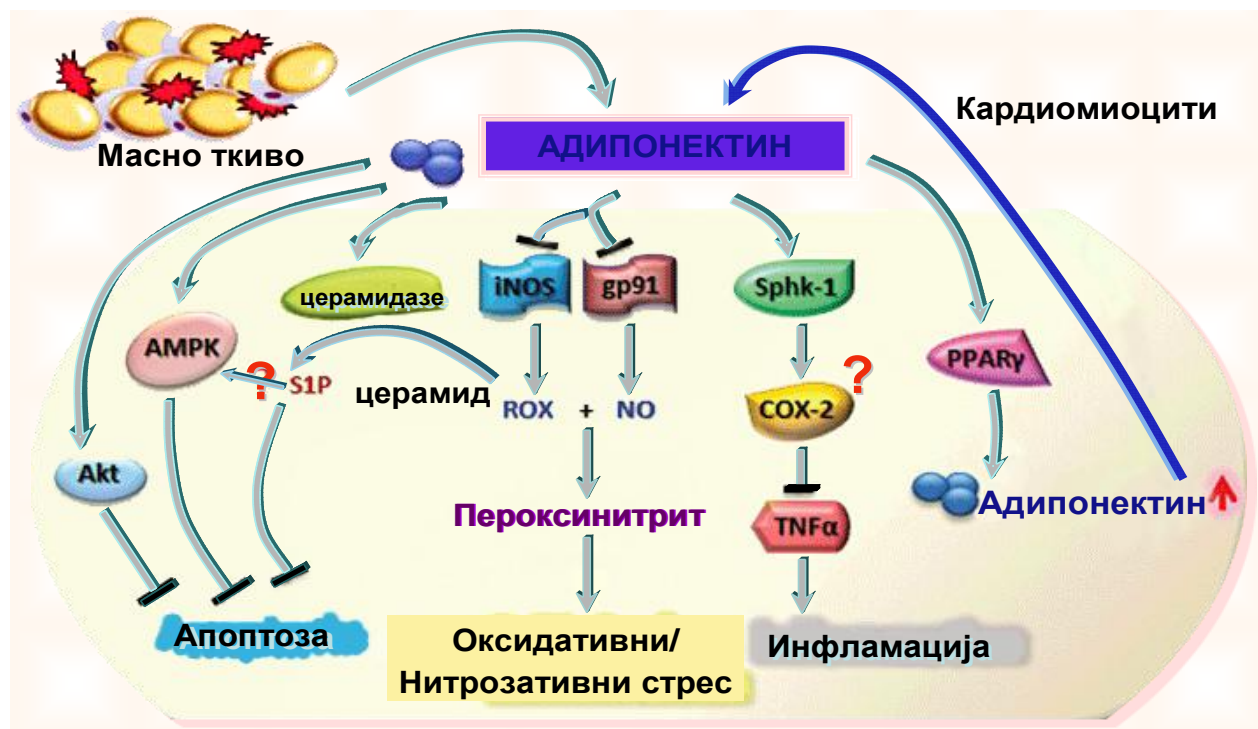 Кардиомиоцити
Масно ткиво
АДИПОНЕКТИН
церамидазе
iNOS
gp91
Sphk-1
AMPK
?
S1P
церамид
ROX + NO
COX-2
?
PPARγ
Akt
Пероксинитрит
TNFα
Адипонектин
Апоптоза
Оксидативни/
Нитрозативни стрес
Инфламација